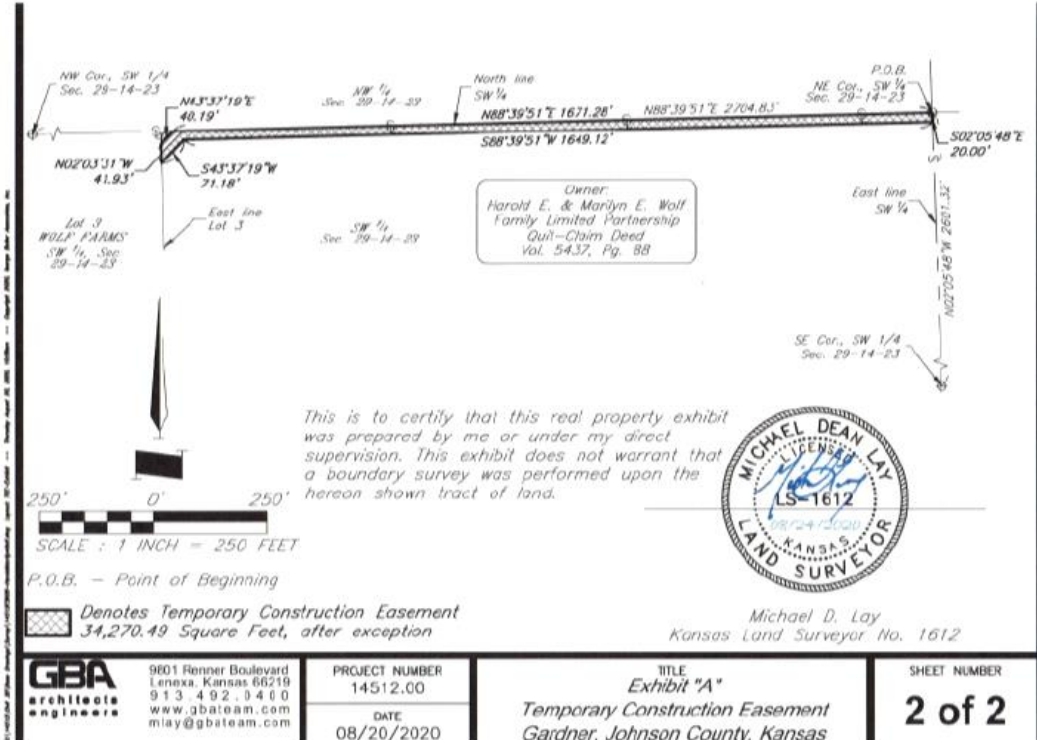 NW Cor., SW 1/4
Sec. 29-14-23
N43°37'19"E
40.19'
NW ¼
Sec. 29-14-23
North line
SW ¼
N88°39'51"E 1671.28'
N88°39'51"E 2704.83'
P.O.B.
NE Cor., SW ¼
Sec. 29-14-23
S88°39'51"W 1649.12'
S02°05'48"E
20.00'
N02°03'31"W
41.93'
S43°37'19"W
71.18'
East line
Lot 3
Lot 3
WOLF FARMS
SW ¼, Sec
29-14-23
SW ¼
Sec. 29-14-23
Owner:
Harold E. & Marilyn E. Wolf
Family Limited Partnership
Quit-Claim Deed
Vol. 5437, Pg. 88
East line
SW ¼
N02°05'48"W 2601.32'
SE Cor., SW 1/4
Sec. 29-14-23
This is to certify that this real property exhibit
was prepared by me or under my direct
supervision. This exhibit does not warrant that
a boundary survey was performed upon the
hereon shown tract of land.
MICHAEL DEAN LAY
LICENSED
LS-1612
08/24/2020
KANSAS
LAND SURVEYOR
250' 0' 250'
SCALE : 1 INCH = 250 FEET
P.O.B. - Point of Beginning
Denotes Temporary Construction Easement
34,270.49 Square Feet, after exception
Michael D. Lay
Kansas Land Surveyor No. 1612
GBA
architects
engineers
9801 Renner Boulevard
Lenexa, Kansas 66219
913.492.0400
www.gbateam.com
mlay@gbateam.com
PROJECT NUMBER
14512.00
DATE
08/20/2020
TITLE
Exhibit "A"
Temporary Construction Easement
Gardner, Johnson County, Kansas
SHEET NUMBER
2 of 2